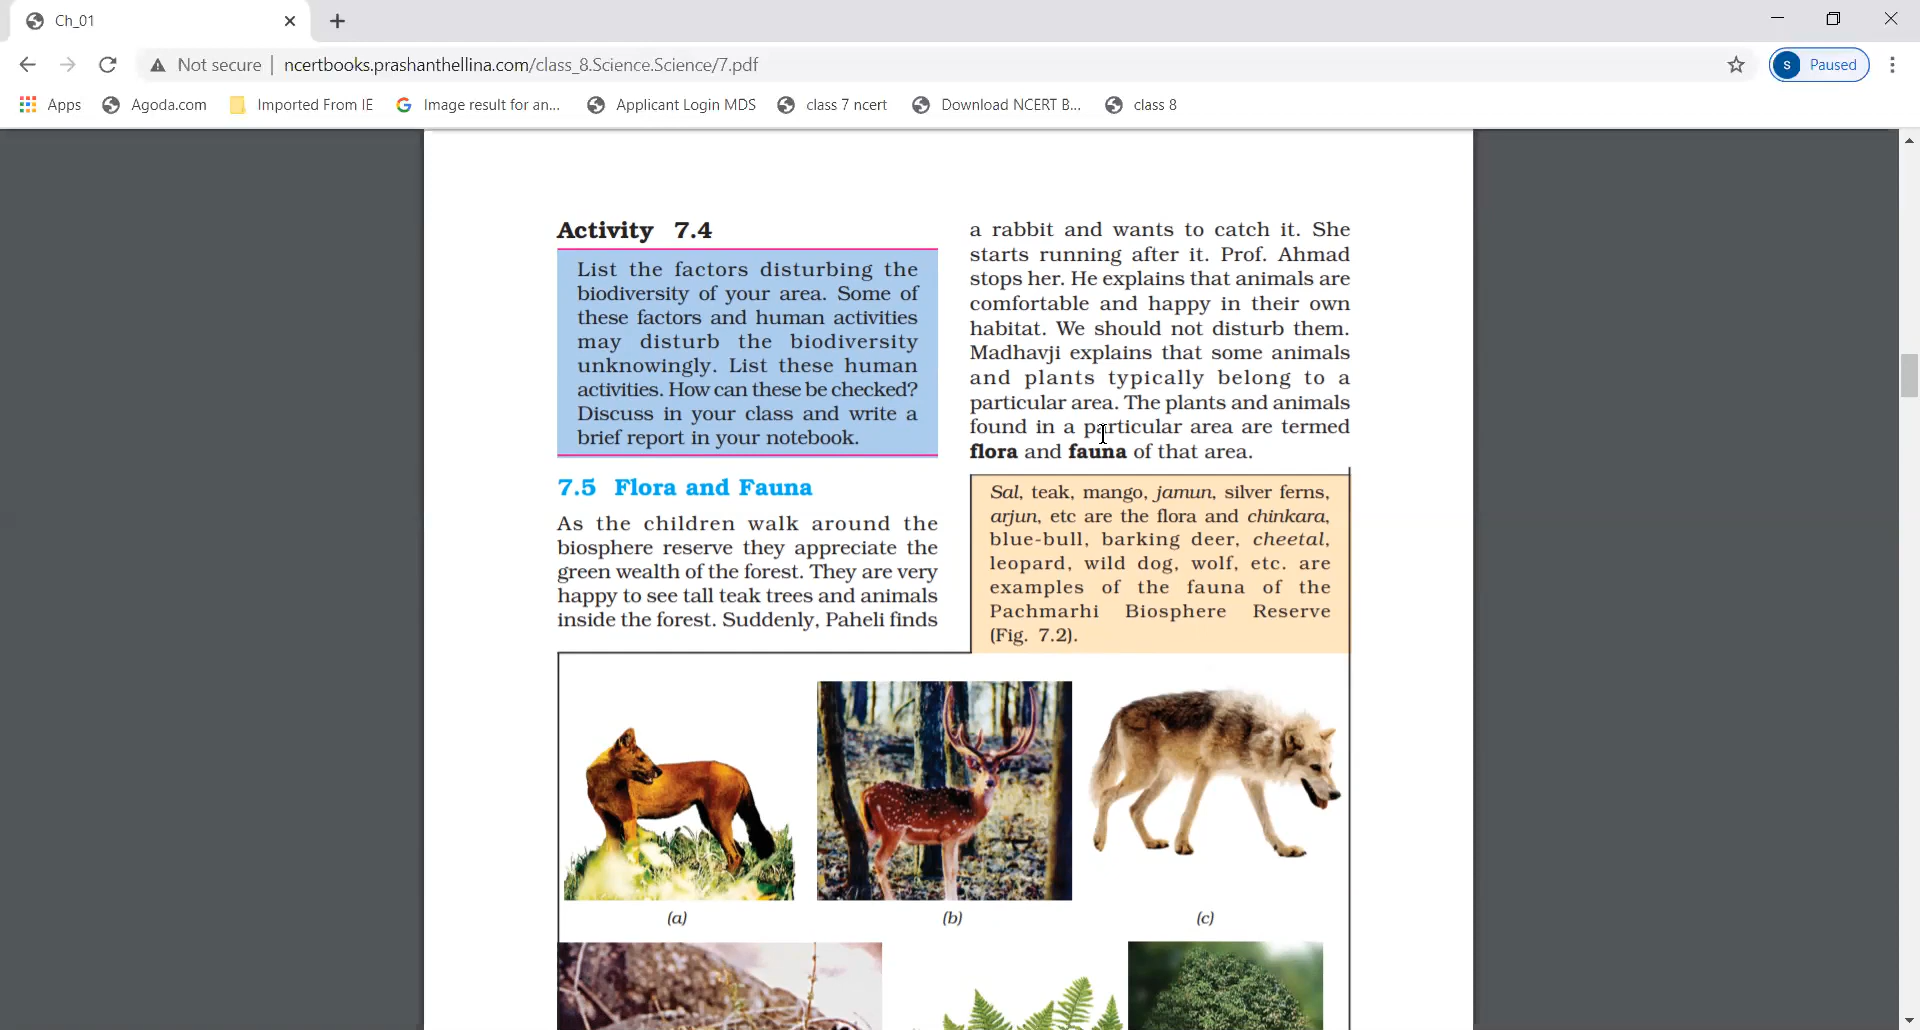 Ch_01
Not secure
ncertbooks.prashanthellina.com/class_8.Science.Science/7.pdf
S Paused
Apps
Agoda.com
Imported From IE
Image result for an...
Applicant Login MDS
class 7 ncert
Download NCERT B...
class 8
Activity 7.4
List the factors disturbing the
biodiversity of your area. Some of
these factors and human activities
may disturb the biodiversity
unknowingly. List these human
activities. How can these be checked?
Discuss in your class and write a
brief report in your notebook.
7.5 Flora and Fauna
As the children walk around the
biosphere reserve they appreciate the
green wealth of the forest. They are very
happy to see tall teak trees and animals
inside the forest. Suddenly, Paheli finds
a rabbit and wants to catch it. She
starts running after it. Prof. Ahmad
stops her. He explains that animals are
comfortable and happy in their own
habitat. We should not disturb them.
Madhavji explains that some animals
and plants typically belong to a
particular area. The plants and animals
found in a particular area are termed
flora and fauna of that area.
Sal, teak, mango, jamun, silver ferns,
arjun, etc are the flora and chinkara,
blue-bull, barking deer, cheetal,
leopard, wild dog, wolf, etc. are
examples of the fauna of the
Pachmarhi Biosphere Reserve
(Fig. 7.2).
(a)
(b)
(c)